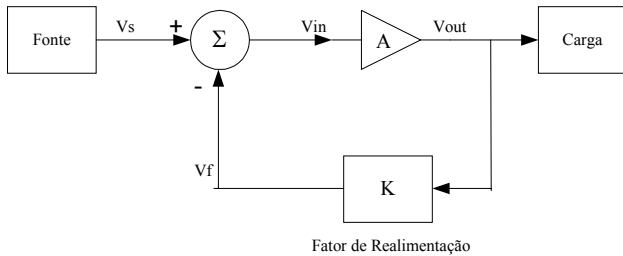 Fonte
Vs
+
Σ
Vin
A
Vout
Carga
-
Vf
K
Fator de Realimentação